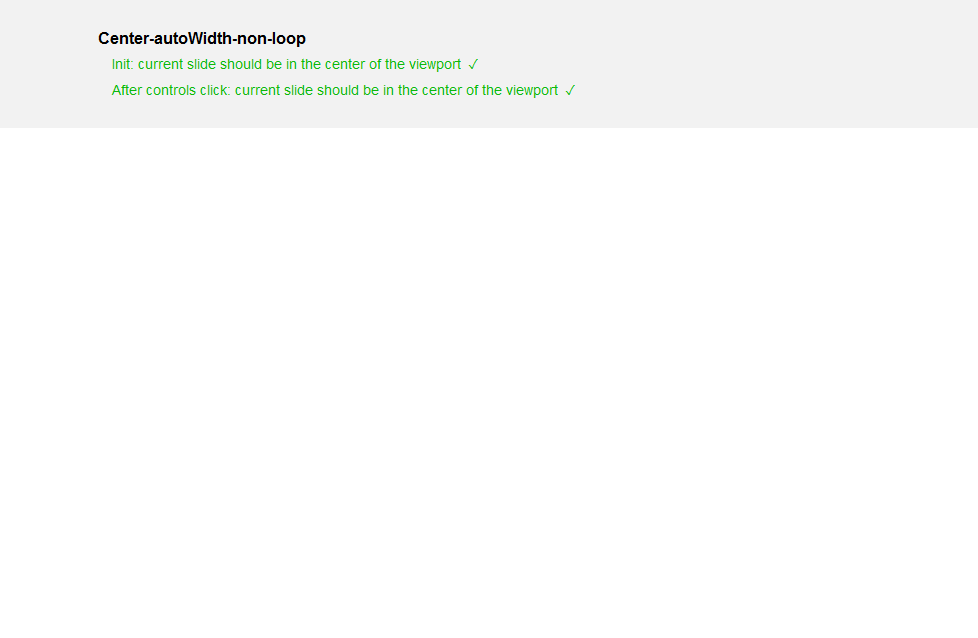 Center-autoWidth-non-loop
Init: current slide should be in the center of the viewport ✓
After controls click: current slide should be in the center of the viewport ✓